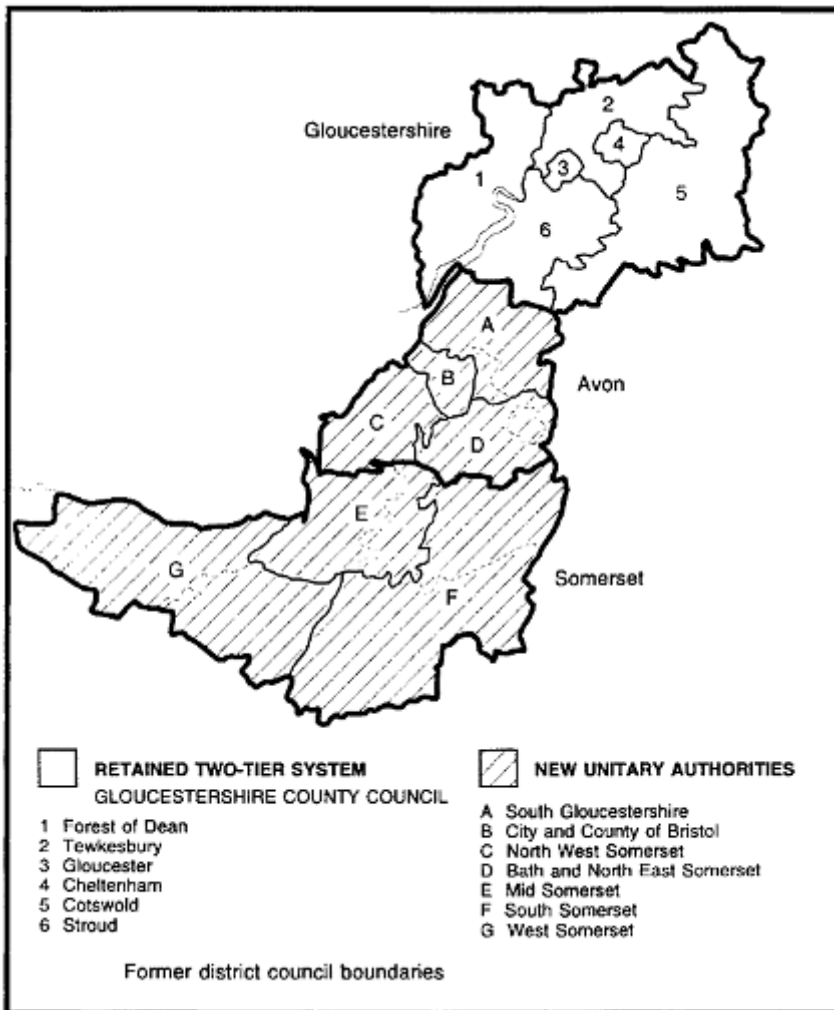 Gloucestershire
2
4
3
1
5
6
A
Avon
B
C
D
E
Somerset
G
F
RETAINED TWO-TIER SYSTEM
GLOUCESTERSHIRE COUNTY COUNCIL
1 Forest of Dean
2 Tewkesbury
3 Gloucester
4 Cheltenham
5 Cotswold
6 Stroud
NEW UNITARY AUTHORITIES
A South Gloucestershire
B City and County of Bristol
C North West Somerset
D Bath and North East Somerset
E Mid Somerset
F South Somerset
G West Somerset
Former district council boundaries